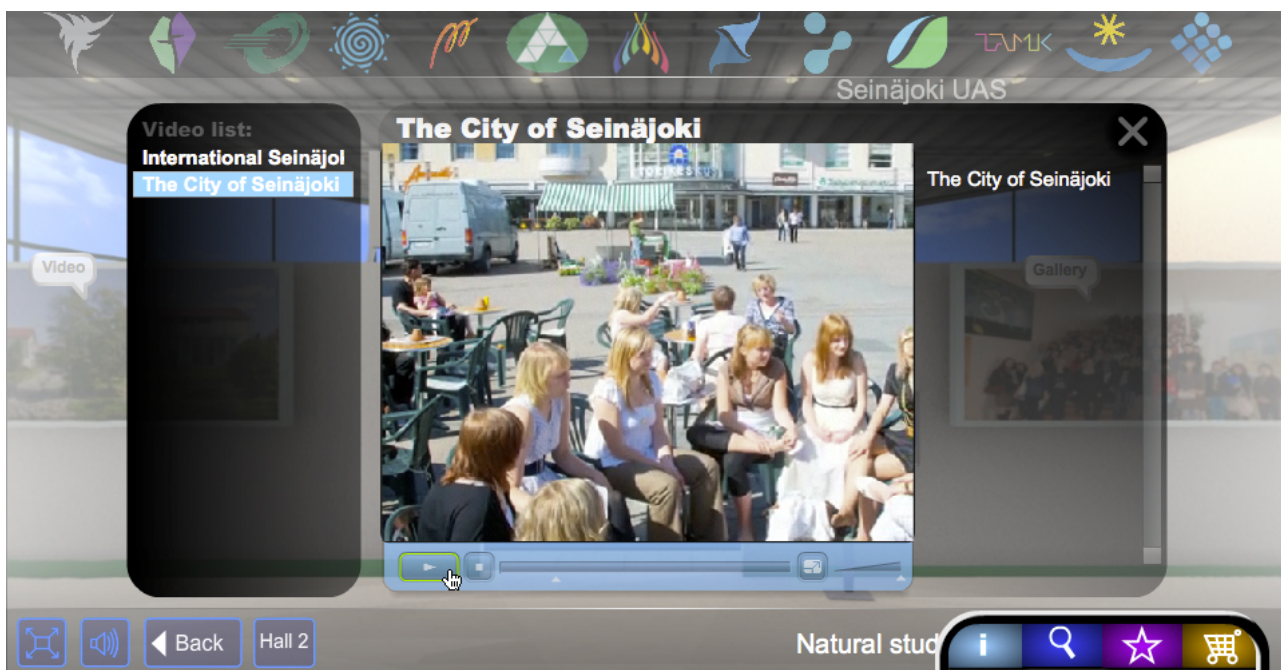 TAMK
Seinäjoki UAS
Video list:
International Seinäjol
The City of Seinäjoki
The City of Seinäjoki
The City of Seinäjoki
TORIKESKUS
Video
Gallery
Back
Hall 2
Natural stud
i